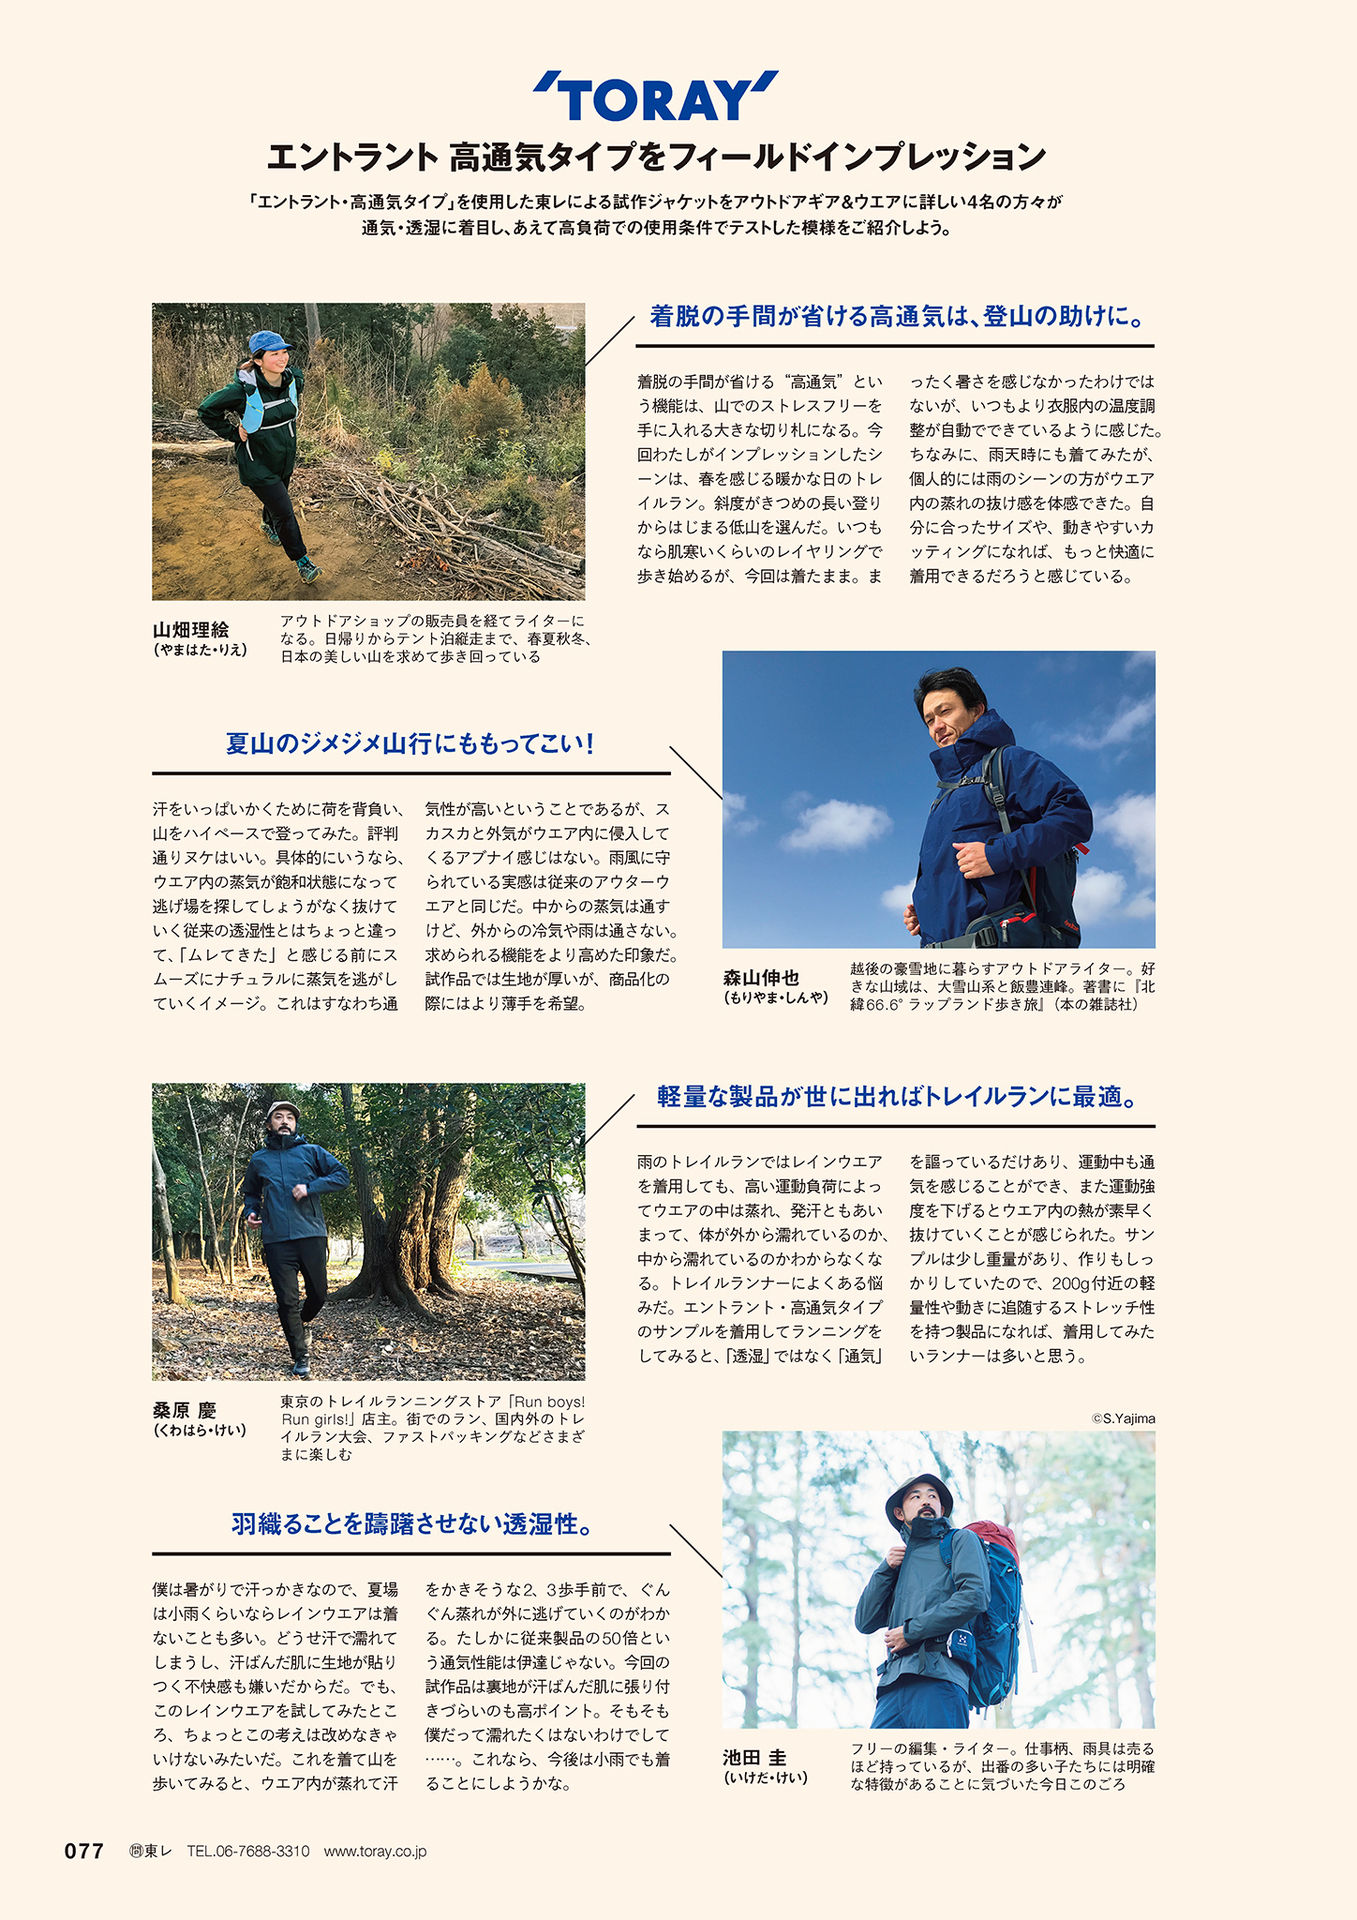 TORAY
エントラント 高通気タイプをフィールドインプレッション
「エントラント・高通気タイプ」を使用した東レによる試作ジャケットをアウトドアギア&ウエアに詳しい4名の方々が
通気・透湿に着目し、あえて高負荷での使用条件でテストした模様をご紹介しよう。
着脱の手間が省ける高通気は、登山の助けに。
着脱の手間が省ける“高通気”とい
う機能は、山でのストレスフリーを
手に入れる大きな切り札になる。今
回わたしがインプレッションしたシ
ーンは、春を感じる暖かな日のトレ
イルラン。斜度がきつめの長い登り
からはじまる低山を選んだ。いつも
なら肌寒いくらいのレイヤリングで
歩き始めるが、今回は着たまま。ま
ったく暑さを感じなかったわけでは
ないが、いつもより衣服内の温度調
整が自動でできているように感じた。
ちなみに、雨天時にも着てみたが、
個人的には雨のシーンの方がウエア
内の蒸れの抜け感を体感できた。自
分に合ったサイズや、動きやすいカ
ッティングになれば、もっと快適に
着用できるだろうと感じている。
山畑理絵
（やまはた・りえ）
アウトドアショップの販売員を経てライターに
なる。日帰りからテント泊縦走まで、春夏秋冬、
日本の美しい山を求めて歩き回っている
夏山のジメジメ山行にももってこい！
汗をいっぱいかくために荷を背負い、
山をハイペースで登ってみた。評判
通りヌケはいい。具体的にいうなら、
ウエア内の蒸気が飽和状態になって
逃げ場を探してしょうがなく抜けて
いく従来の透湿性とはちょっと違っ
て、「ムレてきた」と感じる前にス
ムーズにナチュラルに蒸気を逃がし
ていくイメージ。これはすなわち通
気性が高いということであるが、ス
カスカと外気がウエア内に侵入して
くるアブナイ感じはない。雨風に守
られている実感は従来のアウターウ
エアと同じだ。中からの蒸気は通す
けど、外からの冷気や雨は通さない。
求められる機能をより高めた印象だ。
試作品では生地が厚いが、商品化の
際にはより薄手を希望。
森山伸也
（もりやま・しんや）
越後の豪雪地に暮らすアウトドアライター。好
きな山域は、大雪山系と飯豊連峰。著書に『北
緯66.6°ラップランド歩き旅』（本の雑誌社）
軽量な製品が世に出ればトレイルランに最適。
雨のトレイルランではレインウエア
を着用しても、高い運動負荷によっ
てウエアの中は蒸れ、発汗ともあい
まって、体が外から濡れているのか、
中から濡れているのかわからなくな
る。トレイルランナーによくある悩
みだ。エントラント・高通気タイプ
のサンプルを着用してランニングを
してみると、「透湿」ではなく「通気」
を謳っているだけあり、運動中も通
気を感じることができ、また運動強
度を下げるとウエア内の熱が素早く
抜けていくことが感じられた。サン
プルは少し重量があり、作りもしっ
かりしていたので、200g付近の軽
量性や動きに追随するストレッチ性
を持つ製品になれば、着用してみた
いランナーは多いと思う。
桑原 慶
（くわはら・けい）
東京のトレイルランニングストア「Run boys!
Run girls!」店主。街でのラン、国内外のトレ
イルラン大会、ファストパッキングなどさまざ
まに楽しむ
©S.Yajima
羽織ることを躊躇させない透湿性。
僕は暑がりで汗っかきなので、夏場
は小雨くらいならレインウエアは着
ないことも多い。どうせ汗で濡れて
しまうし、汗ばんだ肌に生地が貼り
つく不快感も嫌いだからだ。でも、
このレインウエアを試してみたとこ
ろ、ちょっとこの考えは改めなきゃ
いけないみたいだ。これを着て山を
歩いてみると、ウエア内が蒸れて汗
をかきそうな2、3歩手前で、ぐん
ぐん蒸れが外に逃げていくのがわか
る。たしかに従来製品の50倍とい
う通気性能は伊達じゃない。今回の
試作品は裏地が汗ばんだ肌に張り付
きづらいのも高ポイント。そもそも
僕だって濡れたくはないわけでして
……。これなら、今後は小雨でも着
ることにしようかな。
池田 圭
（いけだ・けい）
フリーの編集・ライター。仕事柄、雨具は売る
ほど持っているが、出番の多い子たちには明確
な特徴があることに気づいた今日このごろ
077 ㉄東レ TEL.06-7688-3310 www.toray.co.jp